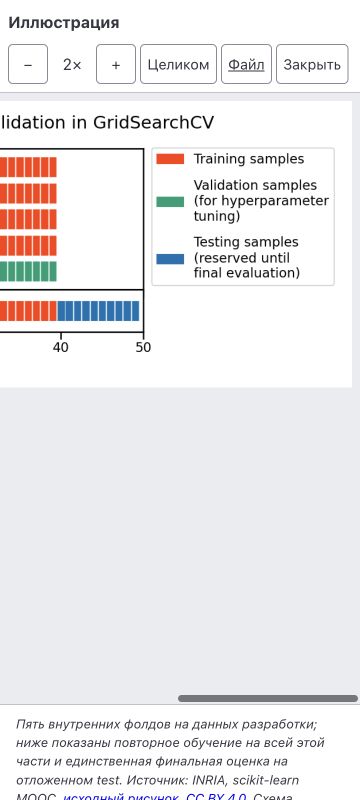 Иллюстрация
− 2× + Целиком Файл Закрыть
lidation in GridSearchCV
Training samples
Validation samples
(for hyperparameter
tuning)
Testing samples
(reserved until
final evaluation)
40 50
Пять внутренних фолдов на данных разработки;
ниже показаны повторное обучение на всей этой
части и единственная финальная оценка на
отложенном test. Источник: INRIA, scikit-learn
MOOC, исходный рисунок, CC BY 4.0. Схема